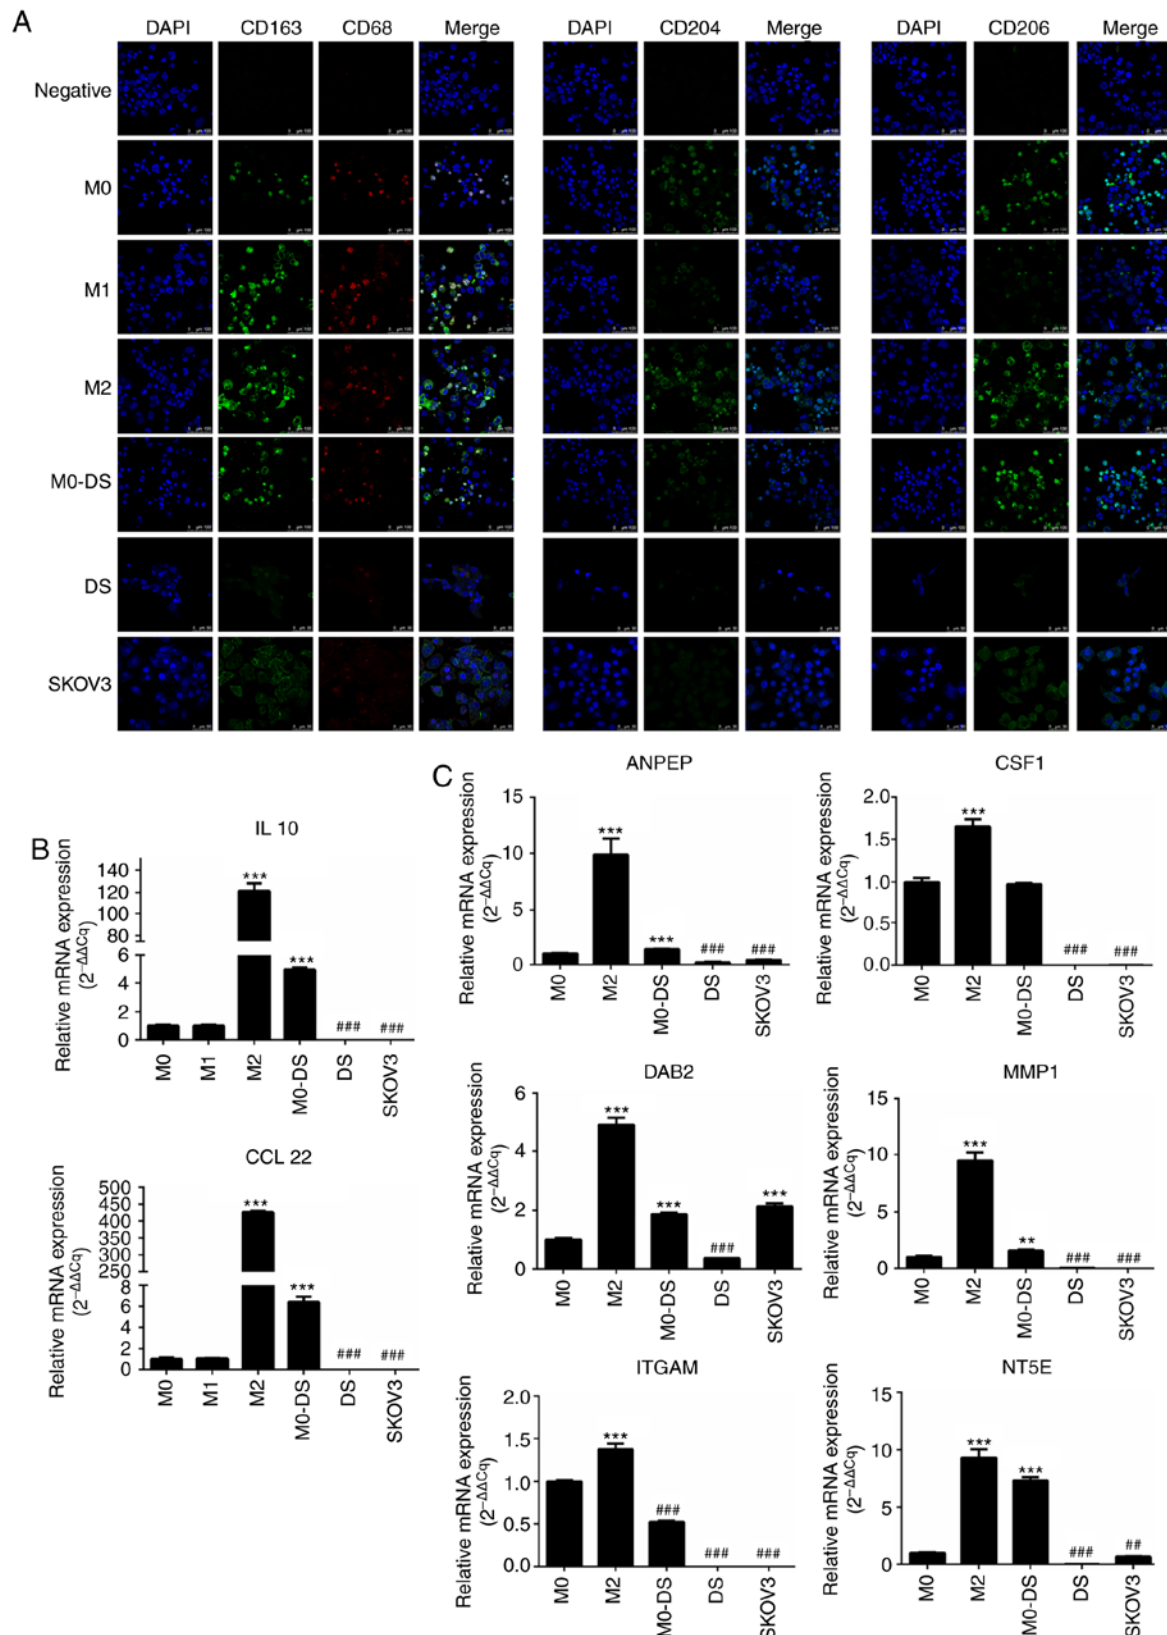 A
DAPI CD163 CD68 Merge DAPI CD204 Merge DAPI CD206 Merge
Negative
M0
M1
M2
M0-DS
DS
SKOV3
B
IL 10
Relative mRNA expression
(2−ΔΔCq)
140
120
100
80
60
40
6
4
2
0
***
***
###
###
M0 M1 M2 M0-DS DS SKOV3
CCL 22
Relative mRNA expression
(2−ΔΔCq)
500
450
400
350
300
250
8
6
4
2
0
***
***
###
###
M0 M1 M2 M0-DS DS SKOV3
C
ANPEP
Relative mRNA expression
(2−ΔΔCq)
15
10
5
0
***
***
###
###
M0 M2 M0-DS DS SKOV3
CSF1
Relative mRNA expression
(2−ΔΔCq)
2.0
1.5
1.0
0.5
0.0
***
###
###
M0 M2 M0-DS DS SKOV3
DAB2
Relative mRNA expression
(2−ΔΔCq)
6
4
2
0
***
***
###
***
M0 M2 M0-DS DS SKOV3
MMP1
Relative mRNA expression
(2−ΔΔCq)
15
10
5
0
***
**
###
###
M0 M2 M0-DS DS SKOV3
ITGAM
Relative mRNA expression
(2−ΔΔCq)
2.0
1.5
1.0
0.5
0.0
***
###
###
###
M0 M2 M0-DS DS SKOV3
NT5E
Relative mRNA expression
(2−ΔΔCq)
15
10
5
0
***
***
###
##
M0 M2 M0-DS DS SKOV3